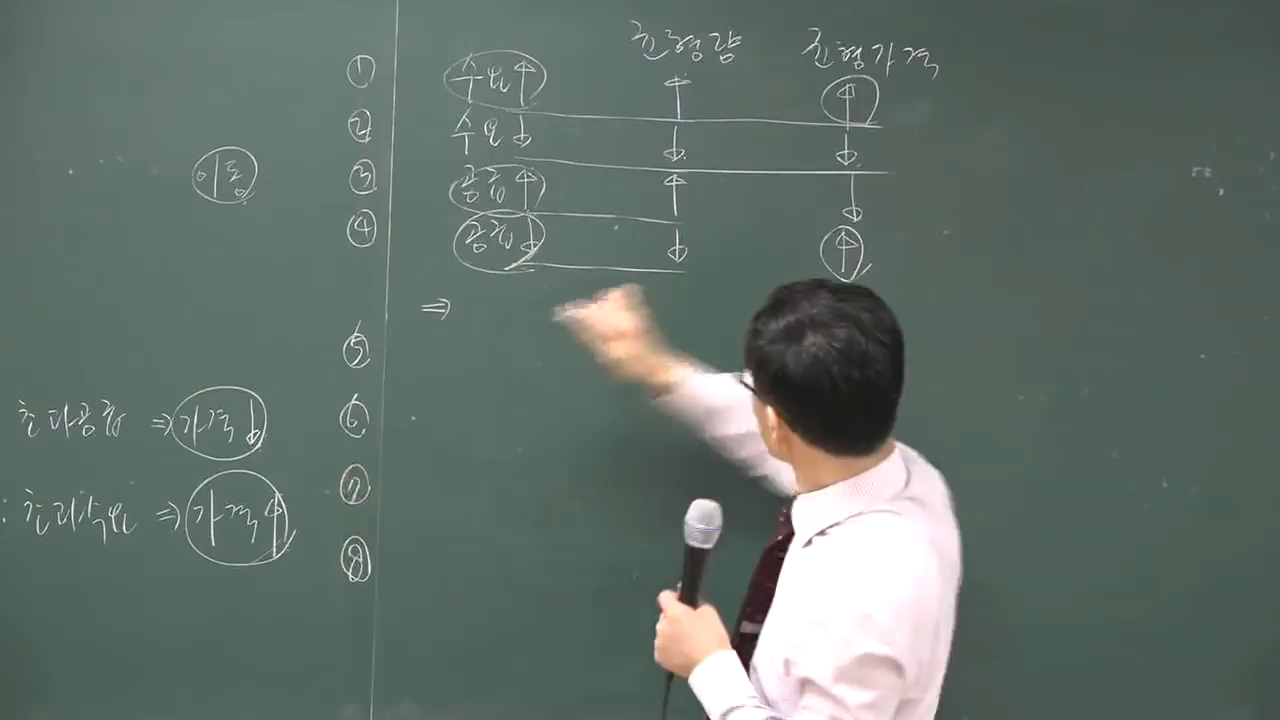 균형량 균형가격
① 수요↑ ↑ ↑
② 수요↓ ↓ ↓
이동 ③ 공급↑ ↑ ↓
④ 공급↓ ↓ ↑
⇒
⑤
초과공급 ⇒ 가격↓ ⑥
⑦
: 초과수요 ⇒ 가격↑
⑧